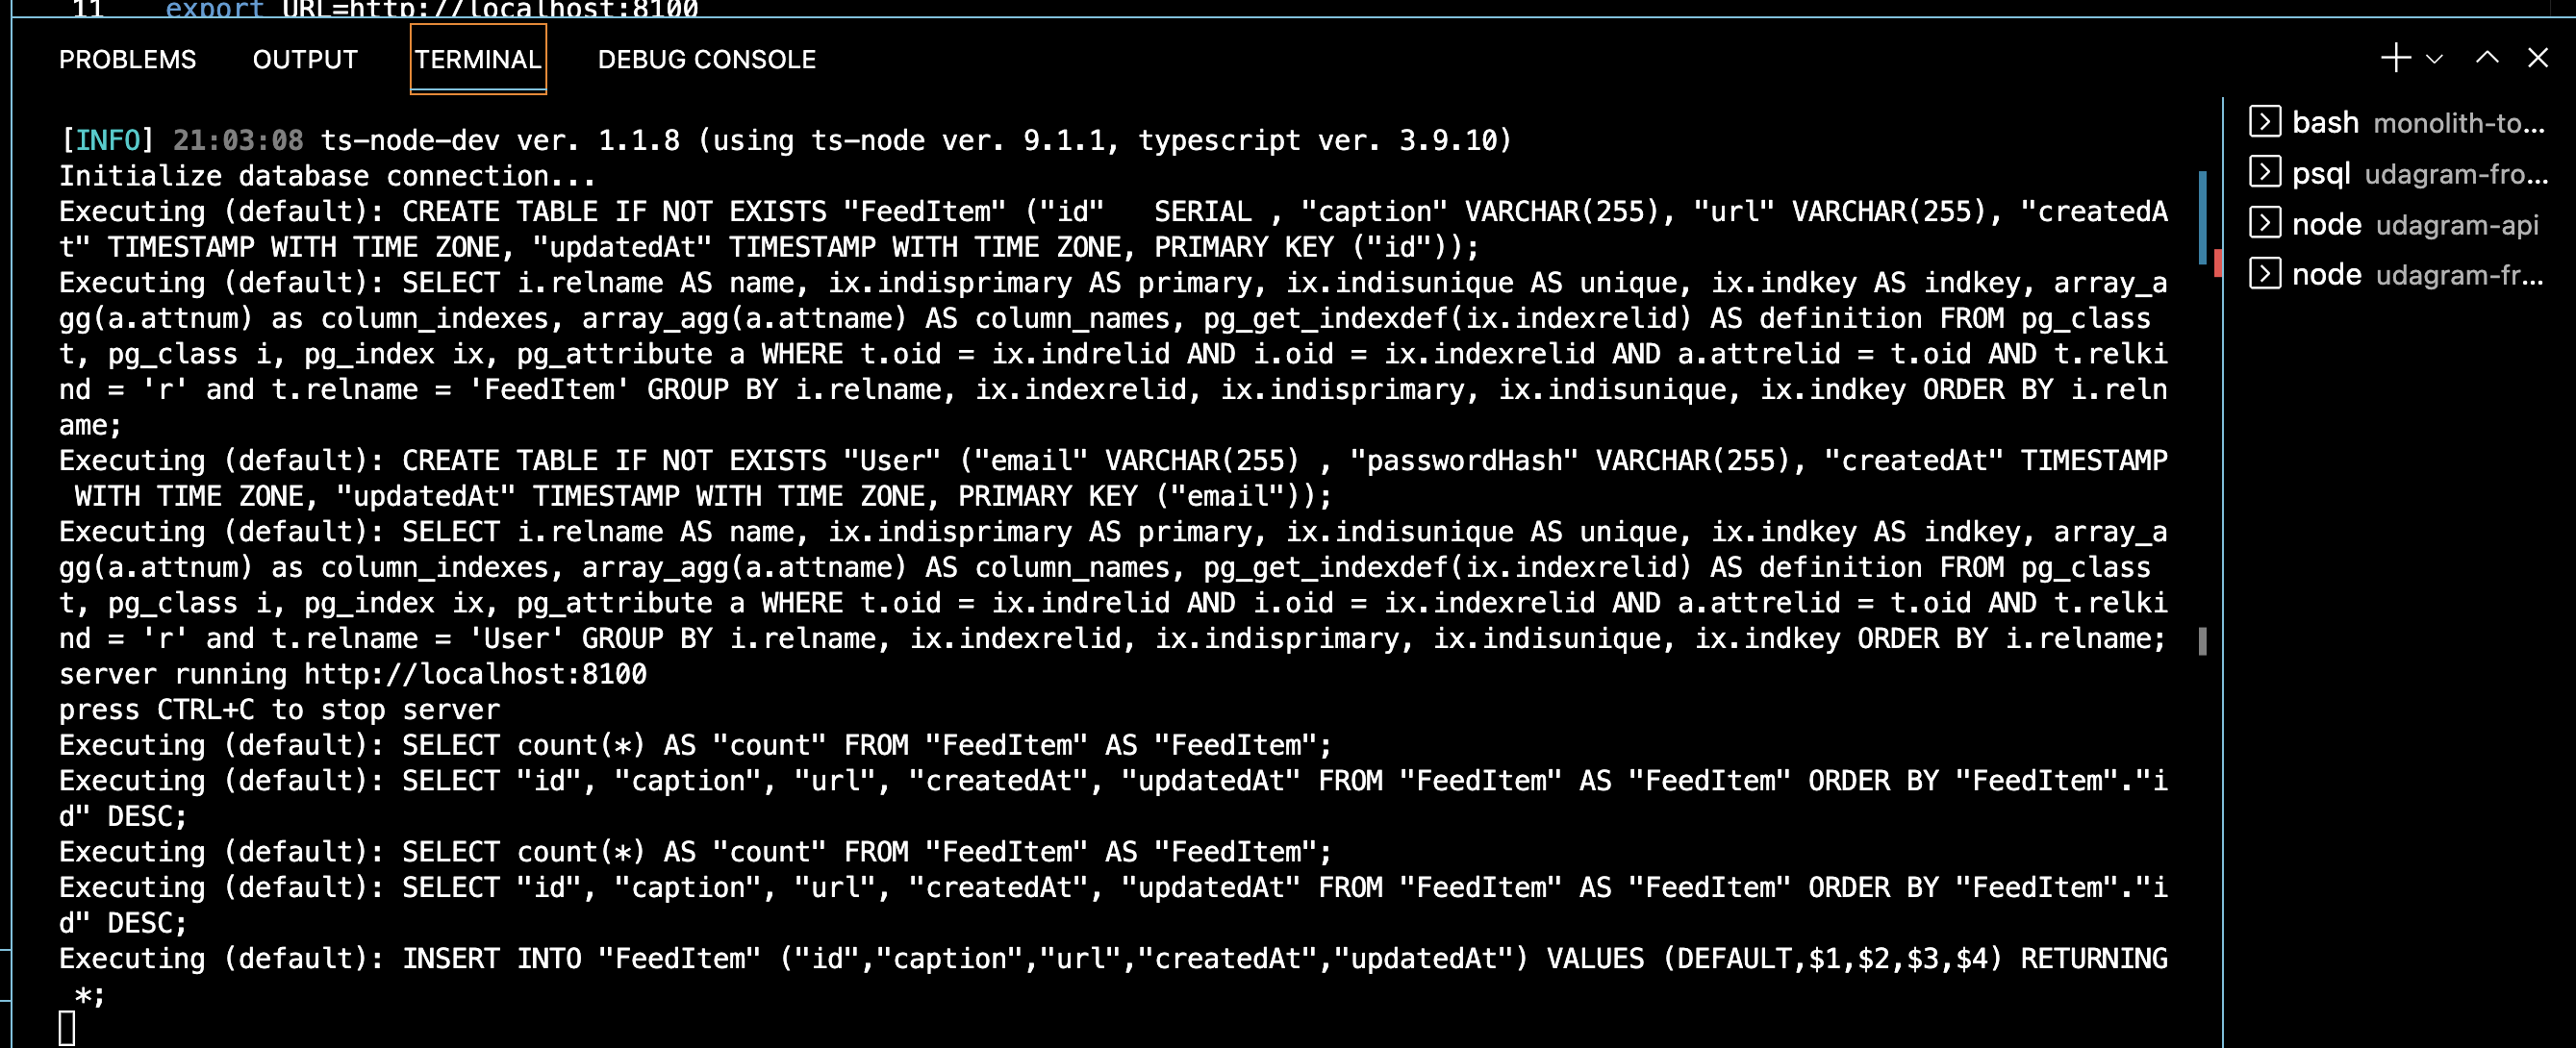 11 export URL=http://localhost:8100
PROBLEMS OUTPUT TERMINAL DEBUG CONSOLE
[INFO] 21:03:08 ts-node-dev ver. 1.1.8 (using ts-node ver. 9.1.1, typescript ver. 3.9.10)
Initialize database connection...
Executing (default): CREATE TABLE IF NOT EXISTS "FeedItem" ("id"   SERIAL , "caption" VARCHAR(255), "url" VARCHAR(255), "createdA
t" TIMESTAMP WITH TIME ZONE, "updatedAt" TIMESTAMP WITH TIME ZONE, PRIMARY KEY ("id"));
Executing (default): SELECT i.relname AS name, ix.indisprimary AS primary, ix.indisunique AS unique, ix.indkey AS indkey, array_a
gg(a.attnum) as column_indexes, array_agg(a.attname) AS column_names, pg_get_indexdef(ix.indexrelid) AS definition FROM pg_class
t, pg_class i, pg_index ix, pg_attribute a WHERE t.oid = ix.indrelid AND i.oid = ix.indexrelid AND a.attrelid = t.oid AND t.relki
nd = 'r' and t.relname = 'FeedItem' GROUP BY i.relname, ix.indexrelid, ix.indisprimary, ix.indisunique, ix.indkey ORDER BY i.reln
ame;
Executing (default): CREATE TABLE IF NOT EXISTS "User" ("email" VARCHAR(255) , "passwordHash" VARCHAR(255), "createdAt" TIMESTAMP
 WITH TIME ZONE, "updatedAt" TIMESTAMP WITH TIME ZONE, PRIMARY KEY ("email"));
Executing (default): SELECT i.relname AS name, ix.indisprimary AS primary, ix.indisunique AS unique, ix.indkey AS indkey, array_a
gg(a.attnum) as column_indexes, array_agg(a.attname) AS column_names, pg_get_indexdef(ix.indexrelid) AS definition FROM pg_class
t, pg_class i, pg_index ix, pg_attribute a WHERE t.oid = ix.indrelid AND i.oid = ix.indexrelid AND a.attrelid = t.oid AND t.relki
nd = 'r' and t.relname = 'User' GROUP BY i.relname, ix.indexrelid, ix.indisprimary, ix.indisunique, ix.indkey ORDER BY i.relname;
server running http://localhost:8100
press CTRL+C to stop server
Executing (default): SELECT count(*) AS "count" FROM "FeedItem" AS "FeedItem";
Executing (default): SELECT "id", "caption", "url", "createdAt", "updatedAt" FROM "FeedItem" AS "FeedItem" ORDER BY "FeedItem"."i
d" DESC;
Executing (default): SELECT count(*) AS "count" FROM "FeedItem" AS "FeedItem";
Executing (default): SELECT "id", "caption", "url", "createdAt", "updatedAt" FROM "FeedItem" AS "FeedItem" ORDER BY "FeedItem"."i
d" DESC;
Executing (default): INSERT INTO "FeedItem" ("id","caption","url","createdAt","updatedAt") VALUES (DEFAULT,$1,$2,$3,$4) RETURNING
 *;
bash monolith-to...
psql udagram-fro...
node udagram-api
node udagram-fr...